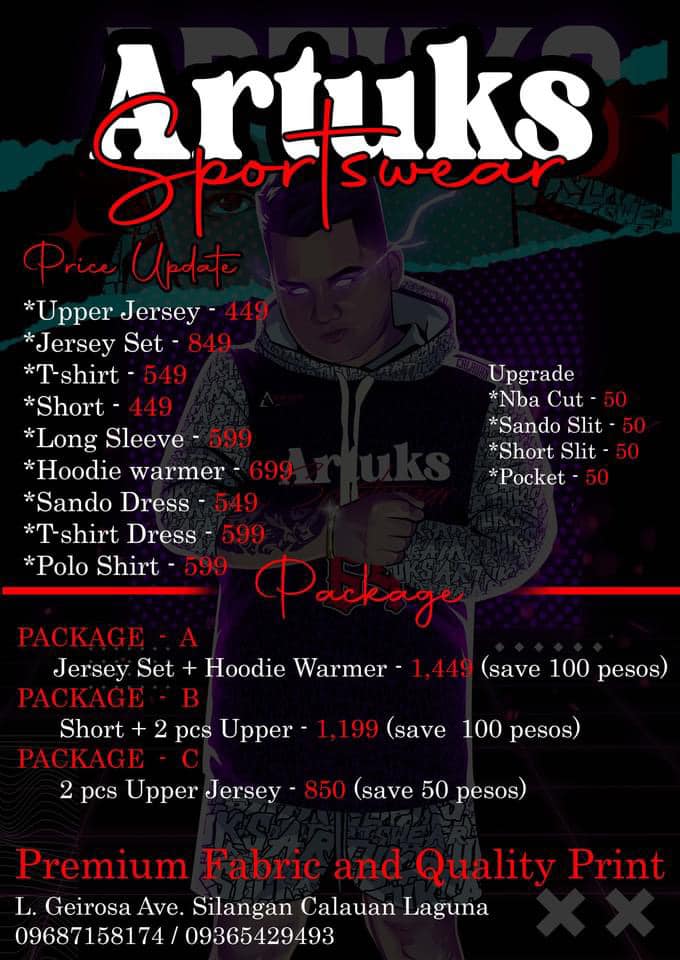 Artuks
Sportswear
Price Update
*Upper Jersey - 449
*Jersey Set - 849
*T-shirt - 549
*Short - 449
*Long Sleeve - 599
*Hoodie warmer - 699
*Sando Dress - 549
*T-shirt Dress - 599
*Polo Shirt - 599
Upgrade
*Nba Cut - 50
*Sando Slit - 50
*Short Slit - 50
*Pocket - 50
Artuks
Package
PACKAGE - A
Jersey Set + Hoodie Warmer - 1,449 (save 100 pesos)
PACKAGE - B
Short + 2 pcs Upper - 1,199 (save 100 pesos)
PACKAGE - C
2 pcs Upper Jersey - 850 (save 50 pesos)
Premium Fabric and Quality Print
L. Geirosa Ave. Silangan Calauan Laguna
09687158174 / 09365429493